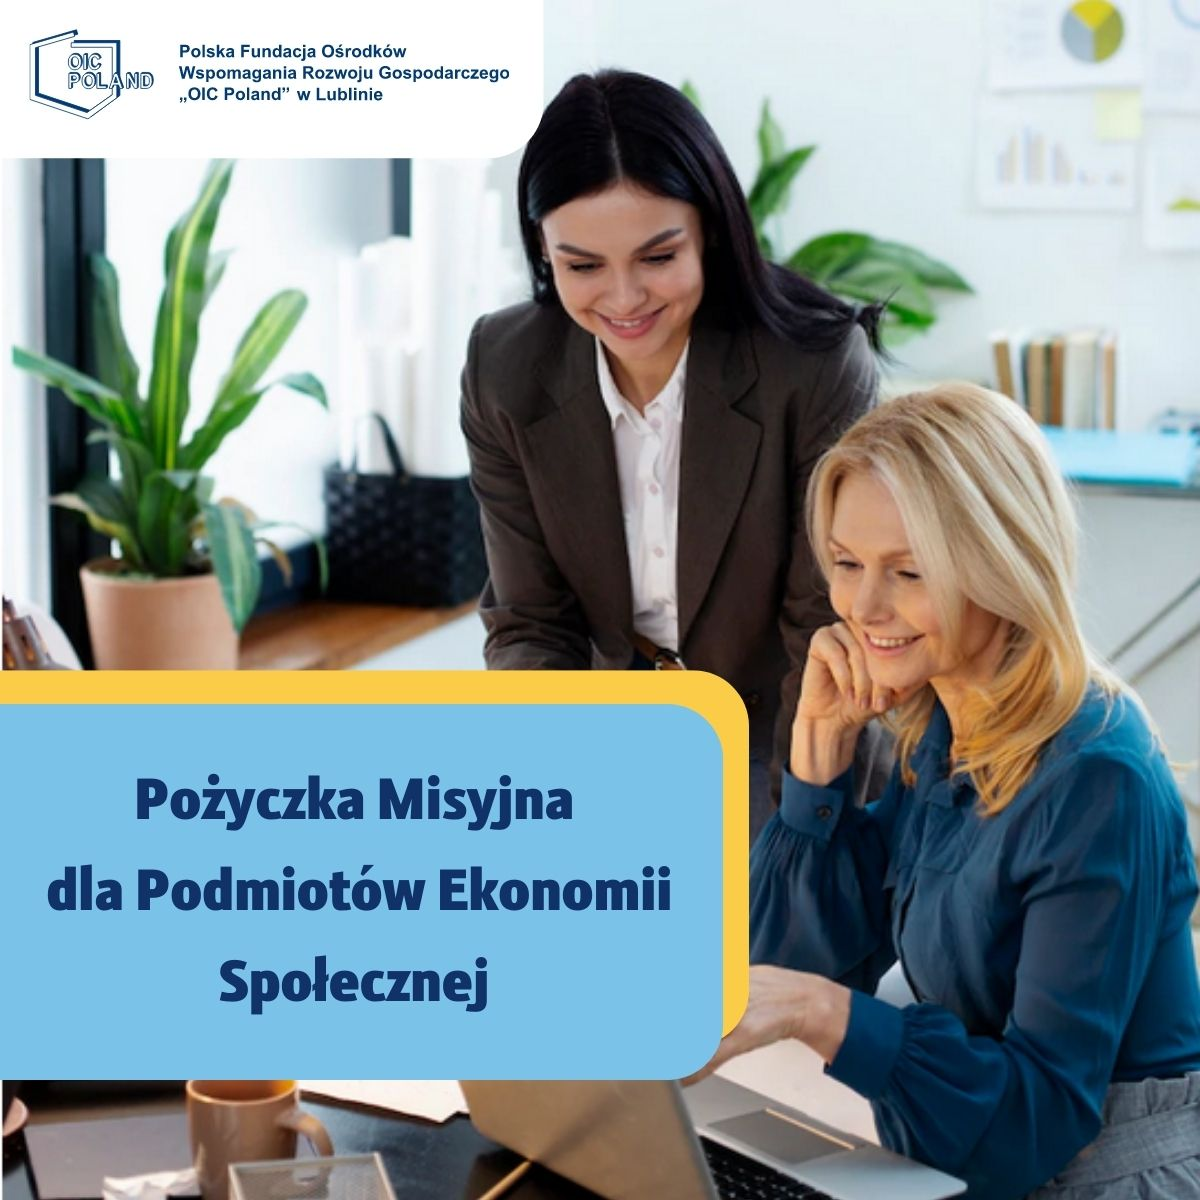 OIC
POLAND
Polska Fundacja Ośrodków
Wspomagania Rozwoju Gospodarczego
„OIC Poland” w Lublinie
Pożyczka Misyjna
dla Podmiotów Ekonomii
Społecznej